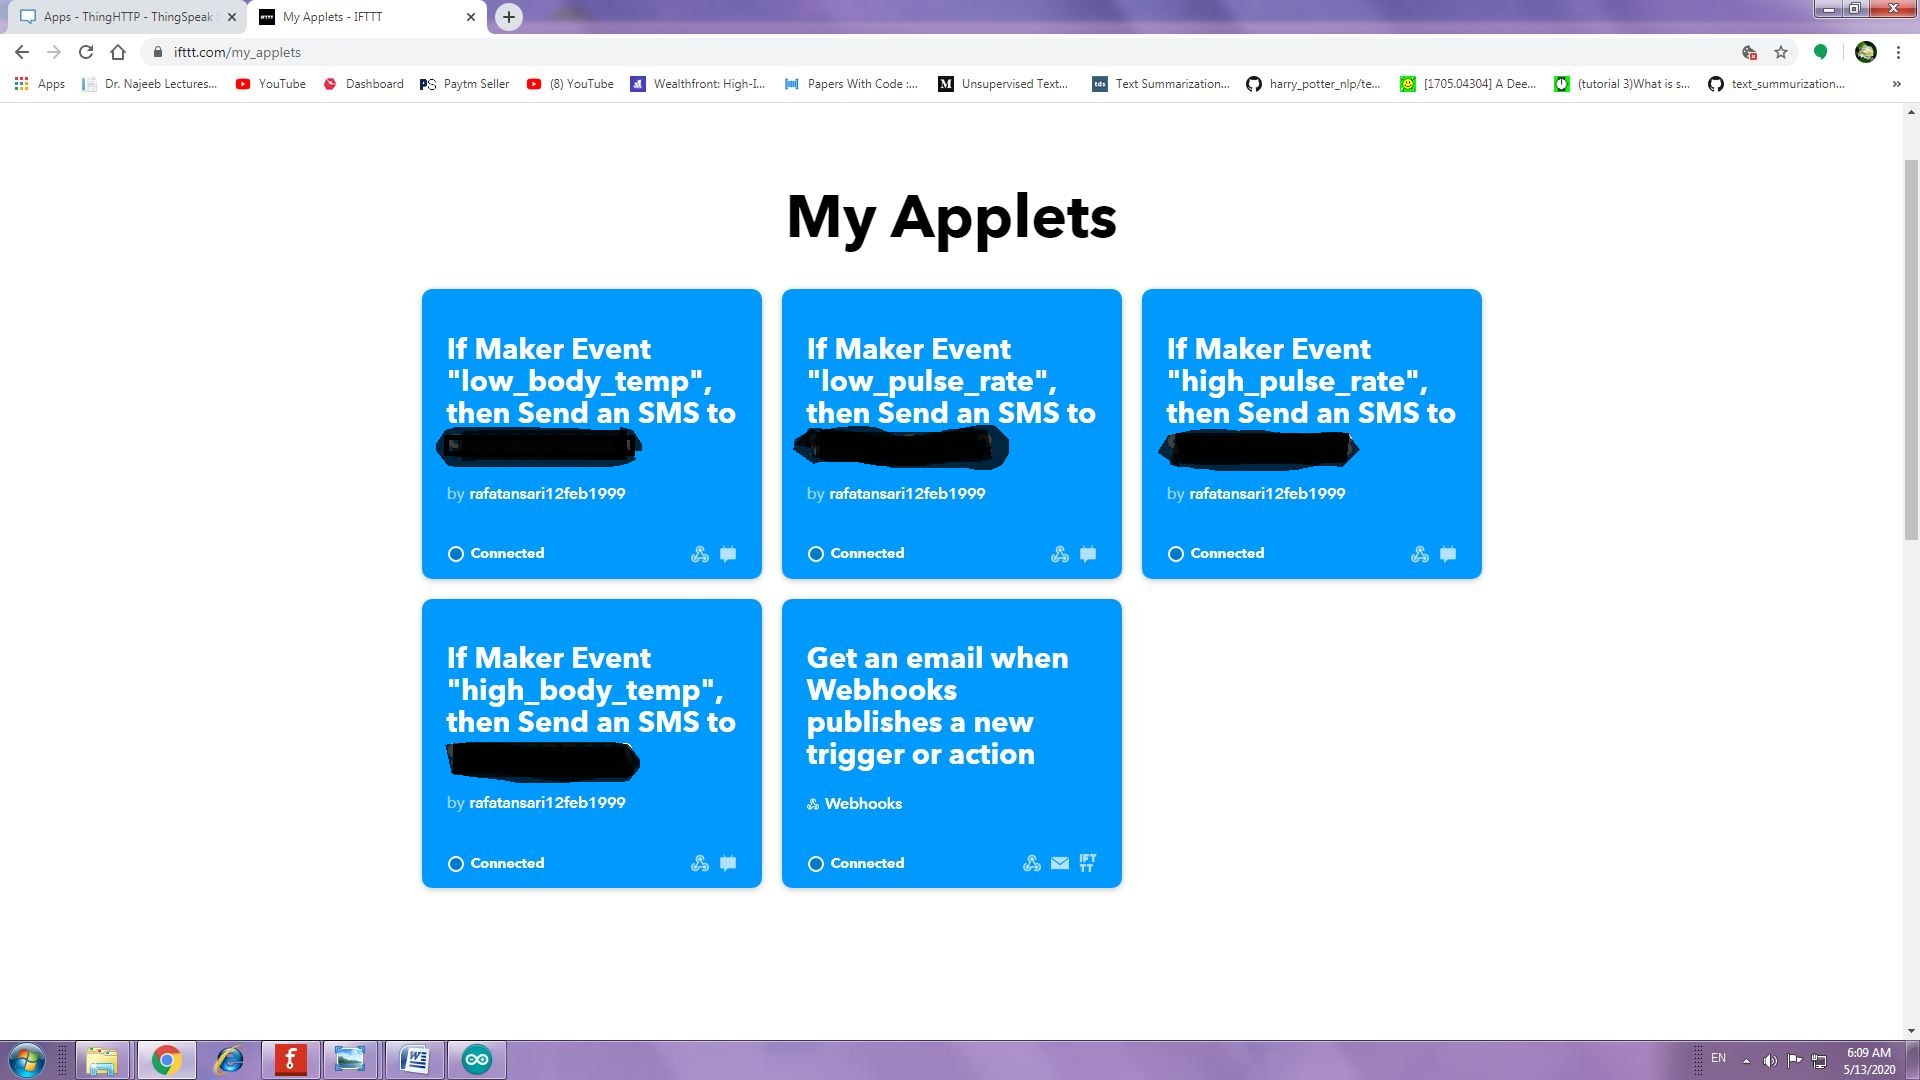 Apps - ThingHTTP - ThingSpeak
My Applets - IFTTT
ifttt.com/my_applets
Apps
Dr. Najeeb Lectures...
YouTube
Dashboard
Paytm Seller
(8) YouTube
Wealthfront: High-I...
Papers With Code :...
Unsupervised Text...
Text Summarization...
harry_potter_nlp/te...
[1705.04304] A Dee...
(tutorial 3)What is s...
text_summurization...
My Applets
If Maker Event
"low_body_temp",
then Send an SMS to
by rafatansari12feb1999
Connected
If Maker Event
"low_pulse_rate",
then Send an SMS to
by rafatansari12feb1999
Connected
If Maker Event
"high_pulse_rate",
then Send an SMS to
by rafatansari12feb1999
Connected
If Maker Event
"high_body_temp",
then Send an SMS to
by rafatansari12feb1999
Connected
Get an email when
Webhooks
publishes a new
trigger or action
Webhooks
Connected
IFTTT
EN
6:09 AM
5/13/2020